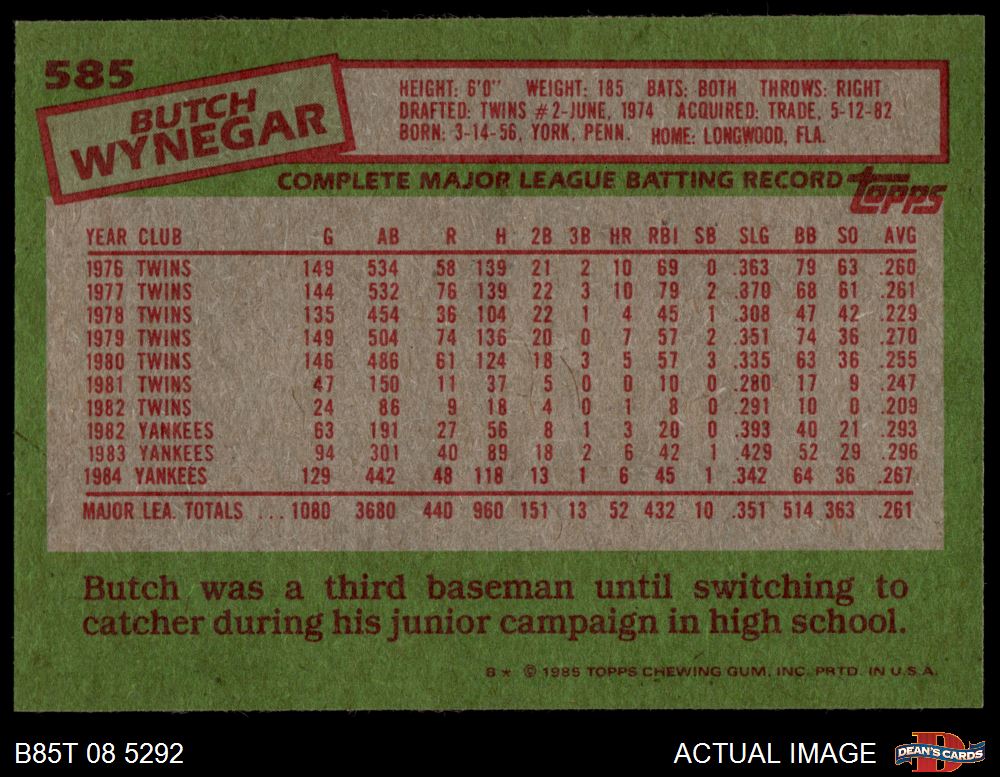 585
BUTCH
WYNEGAR
HEIGHT: 6'0" WEIGHT: 185 BATS: BOTH THROWS: RIGHT
DRAFTED: TWINS #2-JUNE, 1974 ACQUIRED: TRADE, 5-12-82
BORN: 3-14-56, YORK, PENN. HOME: LONGWOOD, FLA.
COMPLETE MAJOR LEAGUE BATTING RECORD topps
YEAR CLUB G AB R H 2B 3B HR RBI SB SLG BB SO AVG
1976 TWINS 149 534 58 139 21 2 10 69 0 .363 79 63 .260
1977 TWINS 144 532 76 139 22 3 10 79 2 .370 68 61 .261
1978 TWINS 135 454 36 104 22 1 4 45 1 .308 47 42 .229
1979 TWINS 149 504 74 136 20 0 7 57 2 .351 74 36 .270
1980 TWINS 146 486 61 124 18 3 5 57 3 .335 63 36 .255
1981 TWINS 47 150 11 37 5 0 0 10 0 .280 17 9 .247
1982 TWINS 24 86 9 18 4 0 1 8 0 .291 10 0 .209
1982 YANKEES 63 191 27 56 8 1 3 20 0 .393 40 21 .293
1983 YANKEES 94 301 40 89 18 2 6 42 1 .429 52 29 .296
1984 YANKEES 129 442 48 118 13 1 6 45 1 .342 64 36 .267
MAJOR LEA. TOTALS ... 1080 3680 440 960 151 13 52 432 10 .351 514 363 .261
Butch was a third baseman until switching to
catcher during his junior campaign in high school.
8* © 1985 TOPPS CHEWING GUM, INC. PRTD. IN U.S.A.
B85T 08 5292 ACTUAL IMAGE DEAN'S CARDS